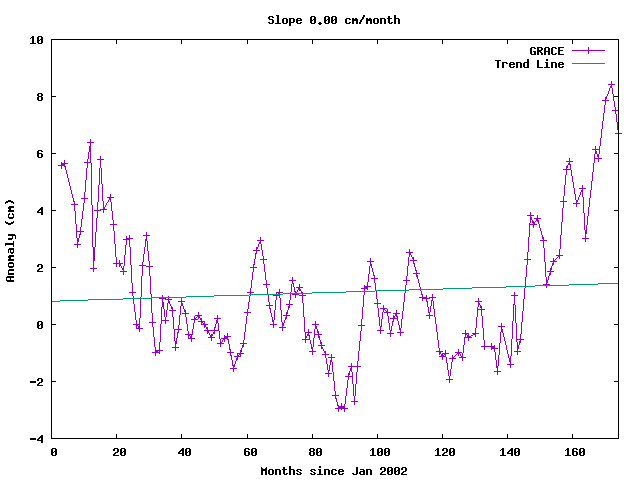 Slope 0.00 cm/month
GRACE
Trend Line
10
8
6
4
2
0
-2
-4
Anomaly (cm)
0 20 40 60 80 100 120 140 160
Months since Jan 2002